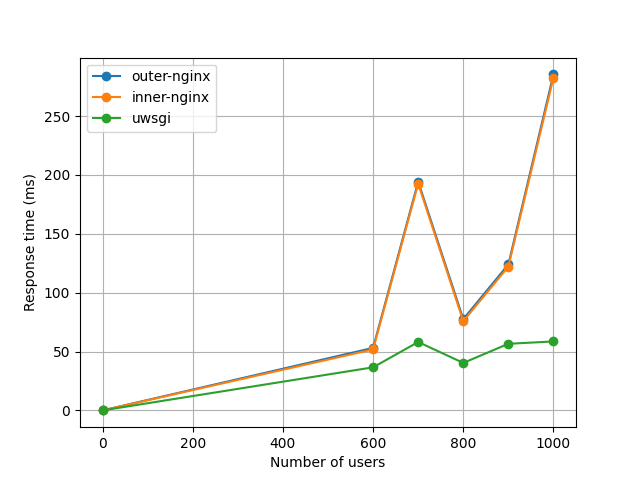 outer-nginx
inner-nginx
uwsgi
250
200
150
100
50
0
0 200 400 600 800 1000
Number of users
Response time (ms)